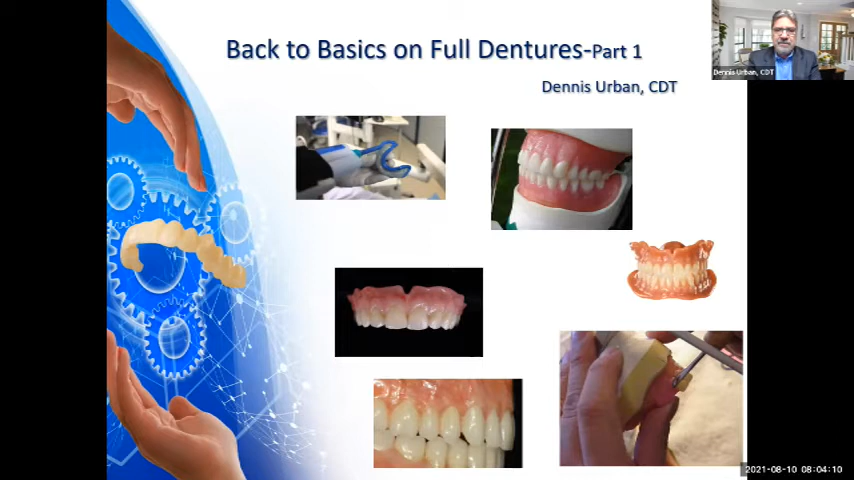 Back to Basics on Full Dentures-Part 1
Dennis Urban, CDT
Dennis Urban, CDT
2021-08-10 08:04:10